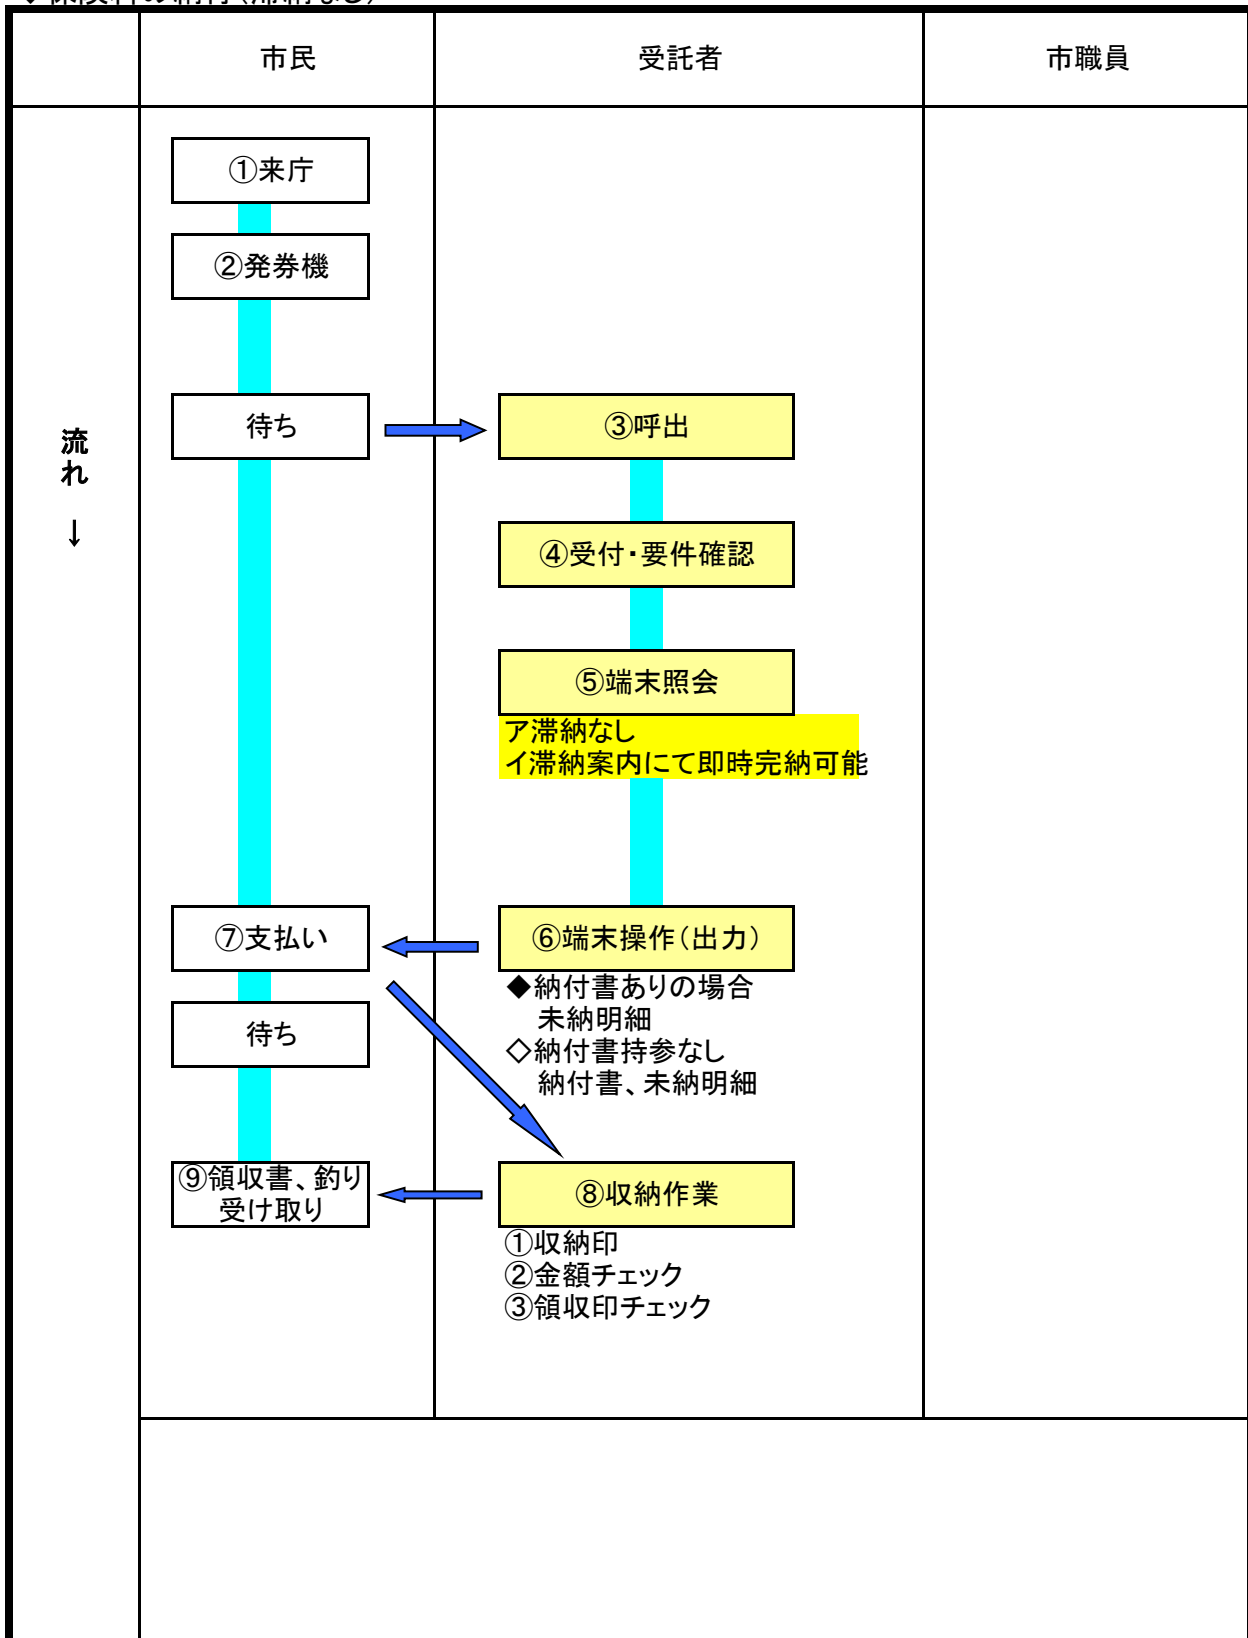 市民
受託者
市職員
流れ
↓
①来庁
②発券機
待ち
③呼出
④受付・要件確認
⑤端末照会
ア滞納なし
イ滞納案内にて即時完納可能
⑦支払い
⑥端末操作（出力）
◆納付書ありの場合
未納明細
◇納付書持参なし
納付書、未納明細
待ち
⑨領収書、釣り
受け取り
⑧収納作業
①収納印
②金額チェック
③領収印チェック